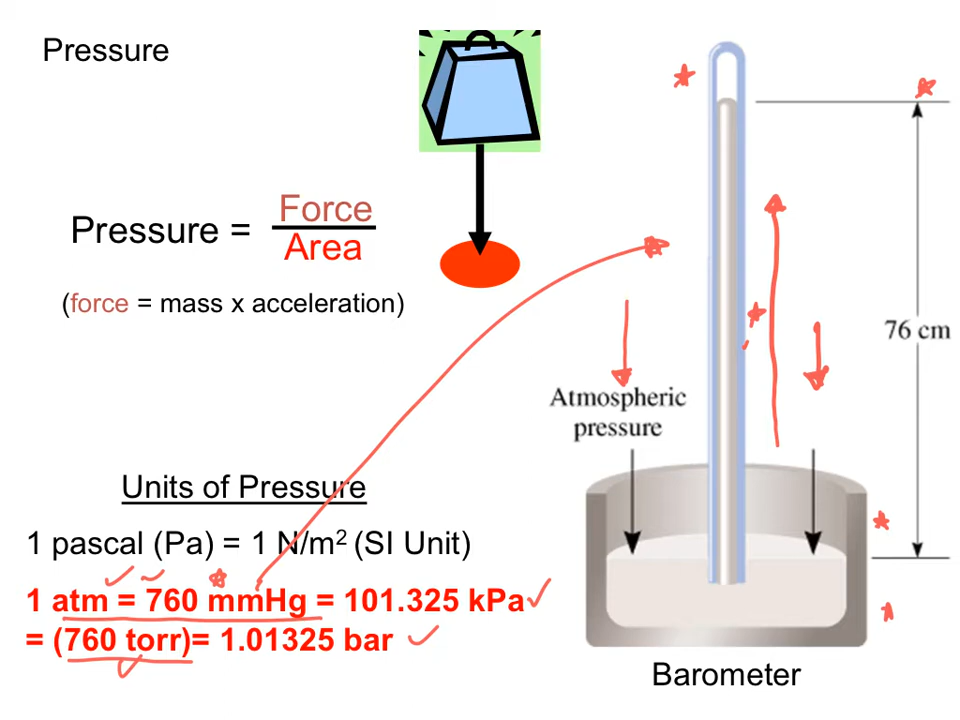 Pressure
Pressure = Force
Area
(force = mass x acceleration)
76 cm
Atmospheric
pressure
Units of Pressure
1 pascal (Pa) = 1 N/m² (SI Unit)
1 atm = 760 mmHg = 101.325 kPa
= (760 torr)= 1.01325 bar
Barometer